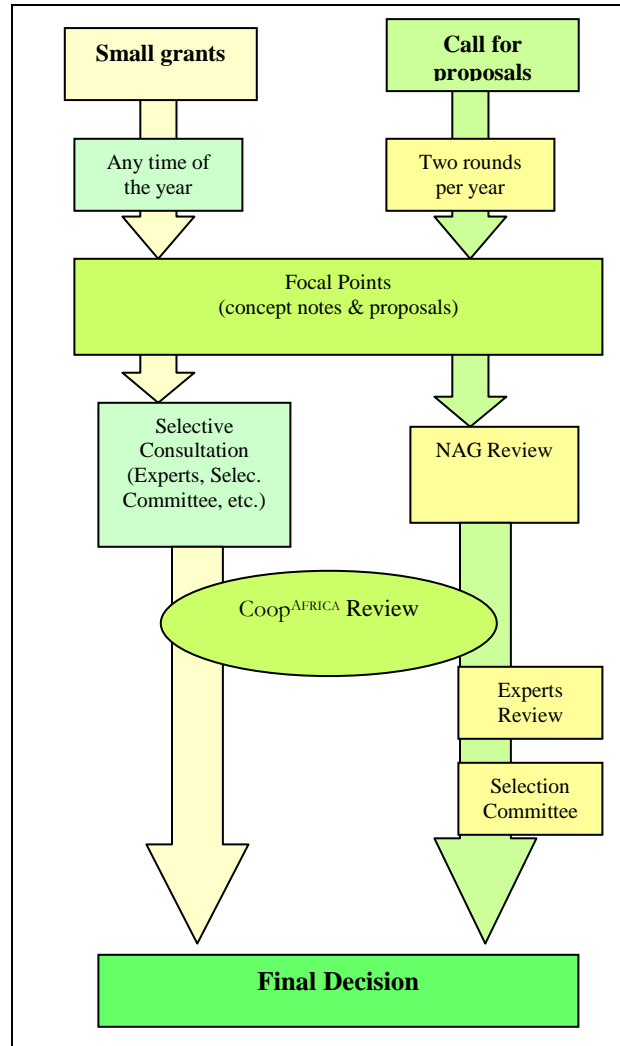 Small grants
Call for
proposals
Any time of
the year
Two rounds
per year
Focal Points
(concept notes & proposals)
Selective
Consultation
(Experts, Selec.
Committee, etc.)
NAG Review
CoopAFRICA Review
Experts
Review
Selection
Committee
Final Decision